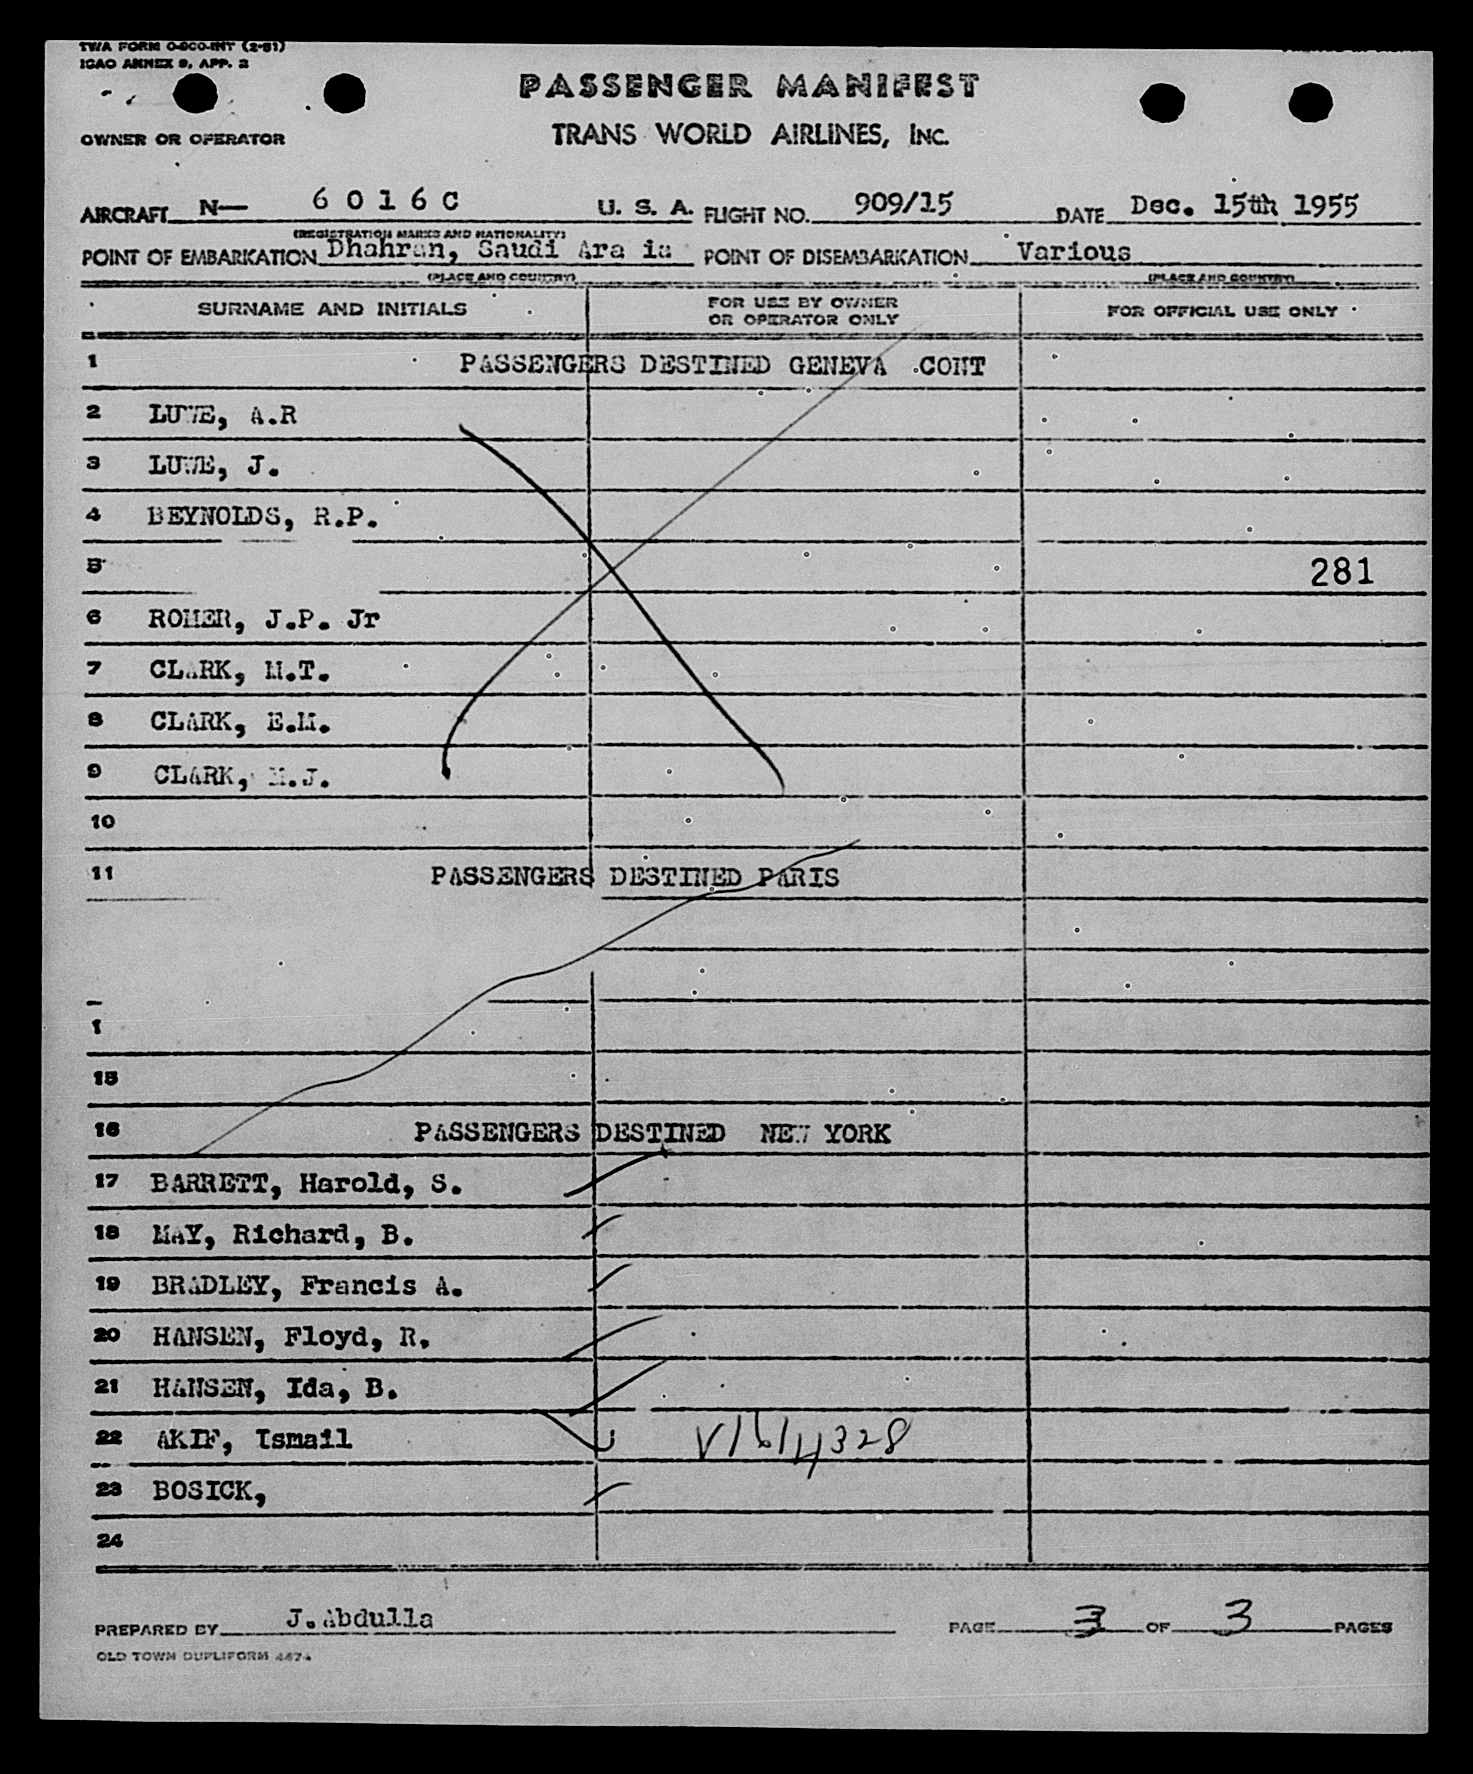 TWA FORM O-800-INT (2-51)
ICAO ANNEX 9, APP. 2
PASSENGER MANIFEST
OWNER OR OPERATOR
TRANS WORLD AIRLINES, INC.
AIRCRAFT N— 6016C U. S. A. FLIGHT NO. 909/15 DATE Dec. 15th 1955
(REGISTRATION MARKS AND NATIONALITY)
POINT OF EMBARKATION Dhahran, Saudi Ara ia POINT OF DISEMBARKATION Various
(PLACE AND COUNTRY) (PLACE AND COUNTRY)
SURNAME AND INITIALS FOR USE BY OWNER OR OPERATOR ONLY FOR OFFICIAL USE ONLY
1 PASSENGERS DESTINED GENEVA CONT
2 LUWE, A.R
3 LUWE, J.
4 BEYNOLDS, R.P.
5 281
6 ROMER, J.P. Jr
7 CLARK, M.T.
8 CLARK, E.M.
9 CLARK, M.J.
10
11 PASSENGERS DESTINED PARIS
1
15
16 PASSENGERS DESTINED NEW YORK
17 BARRETT, Harold, S.
18 MAY, Richard, B.
19 BRADLEY, Francis A.
20 HANSEN, Floyd, R.
21 HANSEN, Ida, B.
22 AKIF, Ismail V1614328
23 BOSICK,
24
PREPARED BY J.Abdulla PAGE 3 OF 3 PAGES
OLD TOWN DUPLIFORM